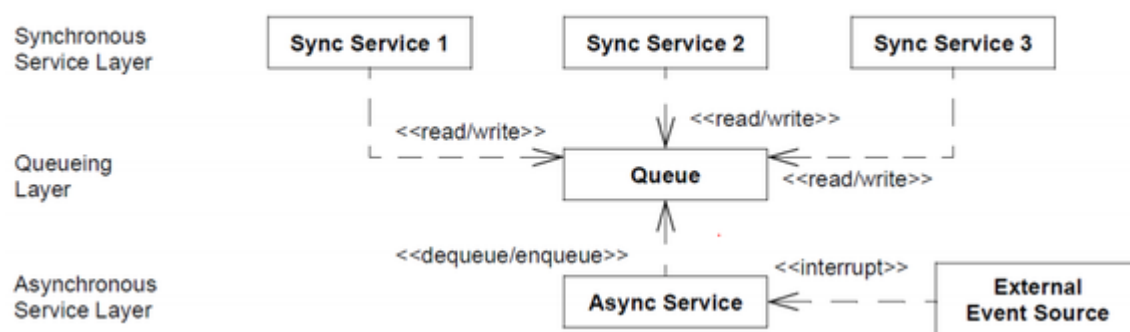 Synchronous
Service Layer
Sync Service 1
Sync Service 2
Sync Service 3
<<read/write>>
<<read/write>>
Queueing
Layer
Queue
<<read/write>>
<<dequeue/enqueue>>
<<interrupt>>
Asynchronous
Service Layer
Async Service
External
Event Source